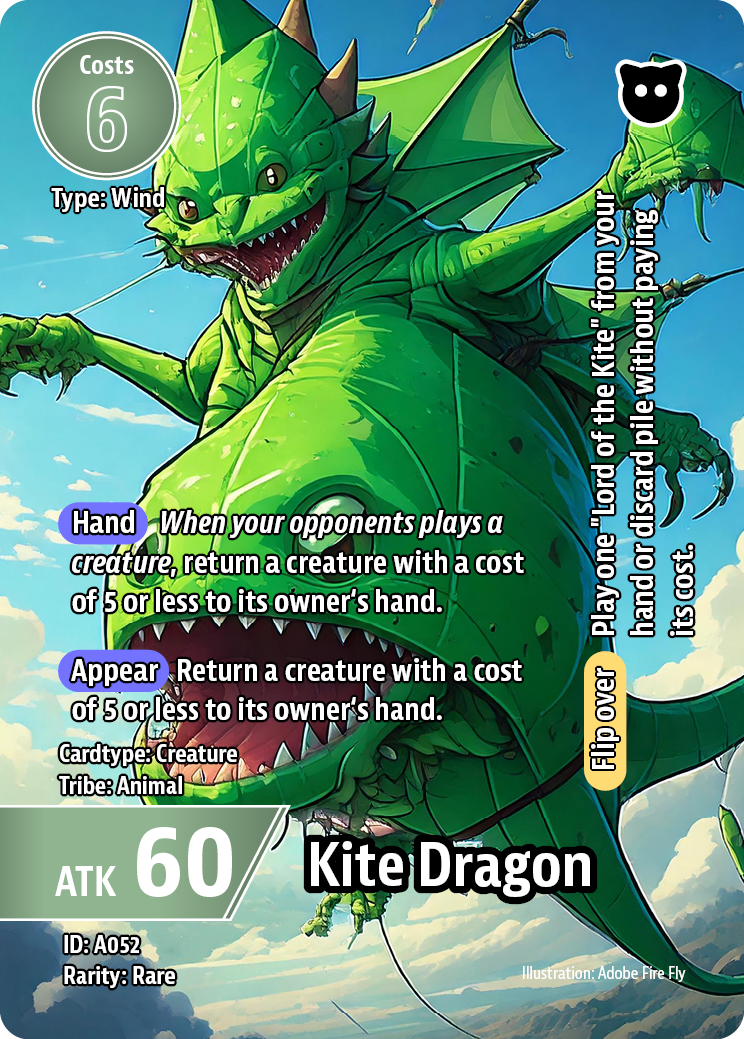 Costs
6
Type: Wind
Hand When your opponents plays a
creature, return a creature with a cost
of 5 or less to its owner's hand.
Appear Return a creature with a cost
of 5 or less to its owner's hand.
Cardtype: Creature
Tribe: Animal
Flip over Play one "Lord of the Kite" from your
hand or discard pile without paying
its cost.
ATK 60
Kite Dragon
ID: A052
Rarity: Rare
Illustration: Adobe Fire Fly